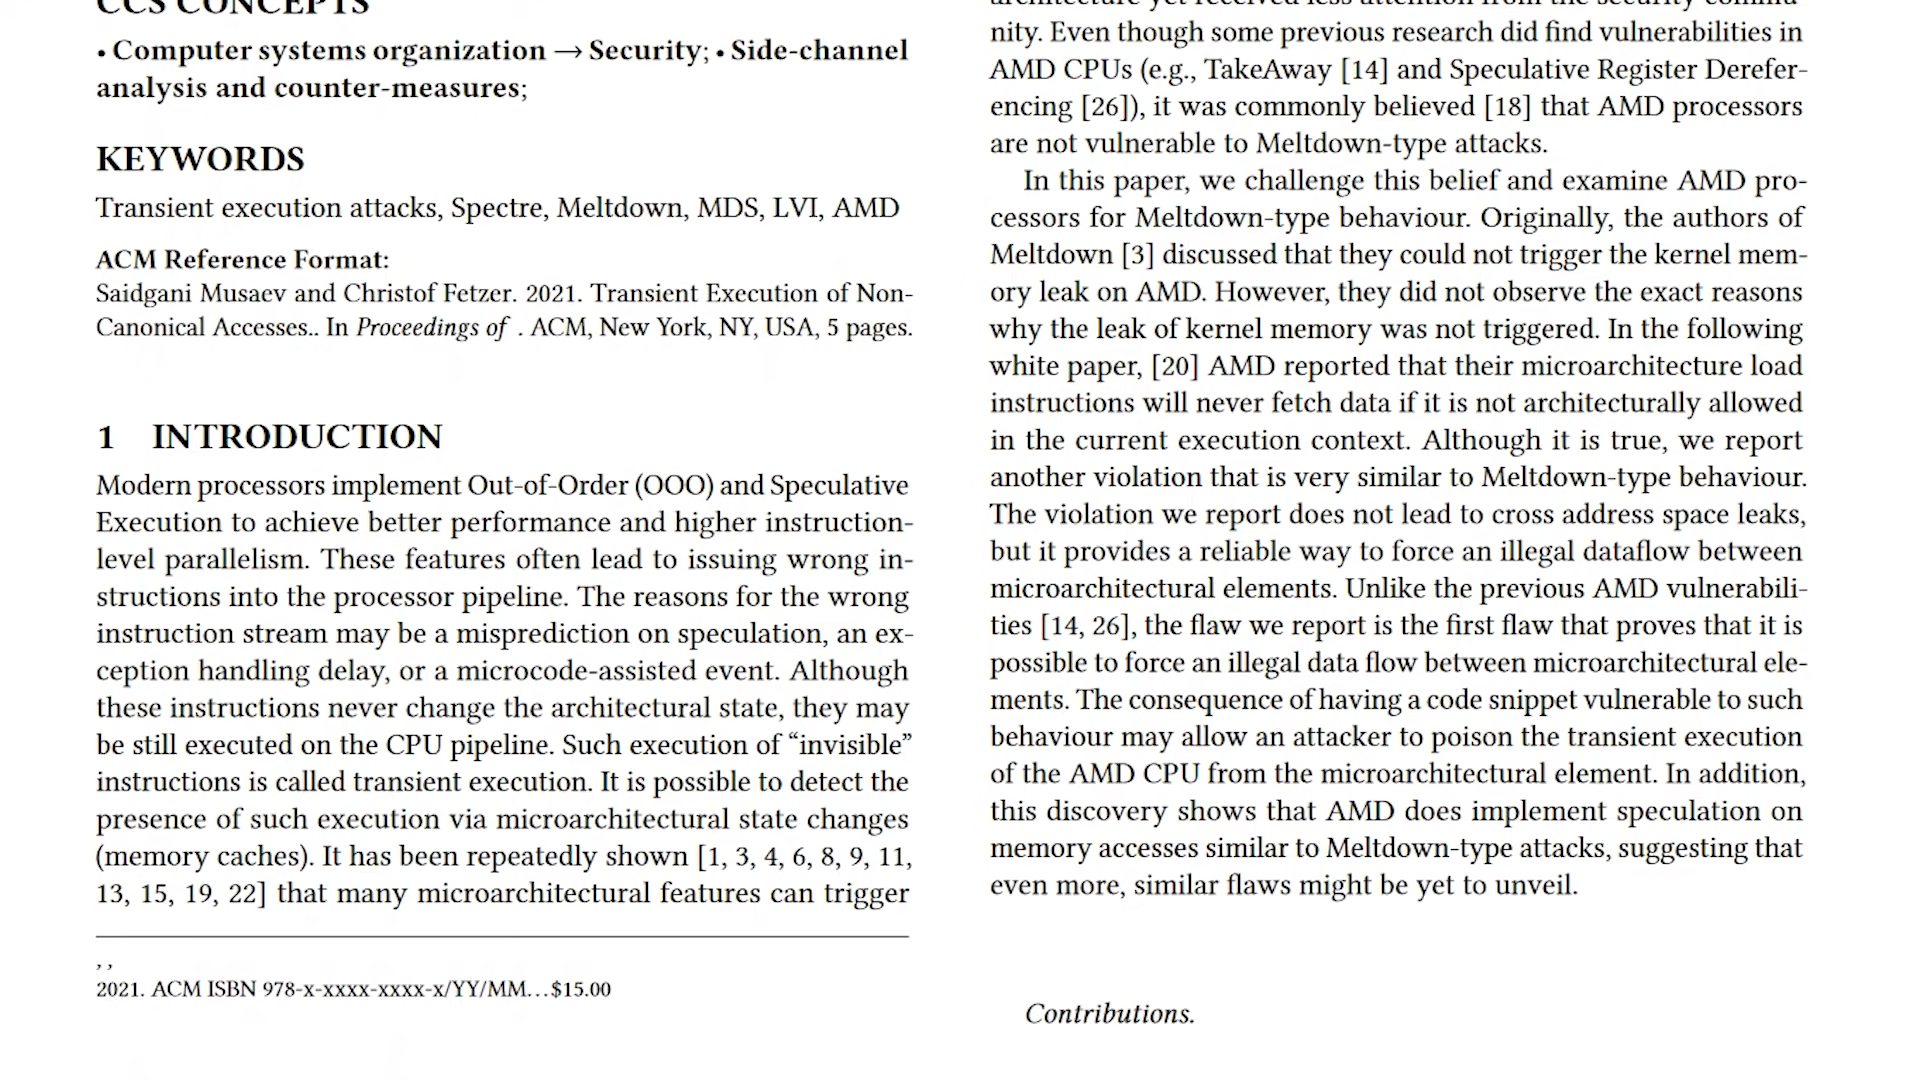 CCS CONCEPTS
• Computer systems organization → Security; • Side-channel
analysis and counter-measures;
KEYWORDS
Transient execution attacks, Spectre, Meltdown, MDS, LVI, AMD
ACM Reference Format:
Saidgani Musaev and Christof Fetzer. 2021. Transient Execution of Non-
Canonical Accesses.. In Proceedings of . ACM, New York, NY, USA, 5 pages.
1 INTRODUCTION
Modern processors implement Out-of-Order (OOO) and Speculative
Execution to achieve better performance and higher instruction-
level parallelism. These features often lead to issuing wrong in-
structions into the processor pipeline. The reasons for the wrong
instruction stream may be a misprediction on speculation, an ex-
ception handling delay, or a microcode-assisted event. Although
these instructions never change the architectural state, they may
be still executed on the CPU pipeline. Such execution of “invisible”
instructions is called transient execution. It is possible to detect the
presence of such execution via microarchitectural state changes
(memory caches). It has been repeatedly shown [1, 3, 4, 6, 8, 9, 11,
13, 15, 19, 22] that many microarchitectural features can trigger
, ,
2021. ACM ISBN 978-x-xxxx-xxxx-x/YY/MM...$15.00
architecture yet received less attention from the security commu-
nity. Even though some previous research did find vulnerabilities in
AMD CPUs (e.g., TakeAway [14] and Speculative Register Derefer-
encing [26]), it was commonly believed [18] that AMD processors
are not vulnerable to Meltdown-type attacks.
In this paper, we challenge this belief and examine AMD pro-
cessors for Meltdown-type behaviour. Originally, the authors of
Meltdown [3] discussed that they could not trigger the kernel mem-
ory leak on AMD. However, they did not observe the exact reasons
why the leak of kernel memory was not triggered. In the following
white paper, [20] AMD reported that their microarchitecture load
instructions will never fetch data if it is not architecturally allowed
in the current execution context. Although it is true, we report
another violation that is very similar to Meltdown-type behaviour.
The violation we report does not lead to cross address space leaks,
but it provides a reliable way to force an illegal dataflow between
microarchitectural elements. Unlike the previous AMD vulnerabili-
ties [14, 26], the flaw we report is the first flaw that proves that it is
possible to force an illegal data flow between microarchitectural ele-
ments. The consequence of having a code snippet vulnerable to such
behaviour may allow an attacker to poison the transient execution
of the AMD CPU from the microarchitectural element. In addition,
this discovery shows that AMD does implement speculation on
memory accesses similar to Meltdown-type attacks, suggesting that
even more, similar flaws might be yet to unveil.
Contributions.